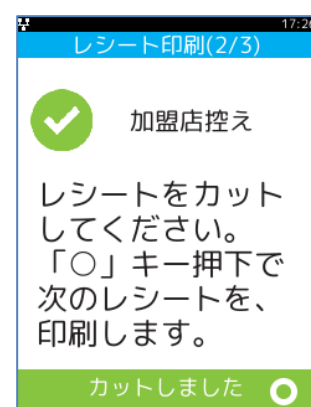 17:26
レシート印刷(2/3)
加盟店控え
レシートをカット
してください。
「○」キー押下で
次のレシートを、
印刷します。
カットしました